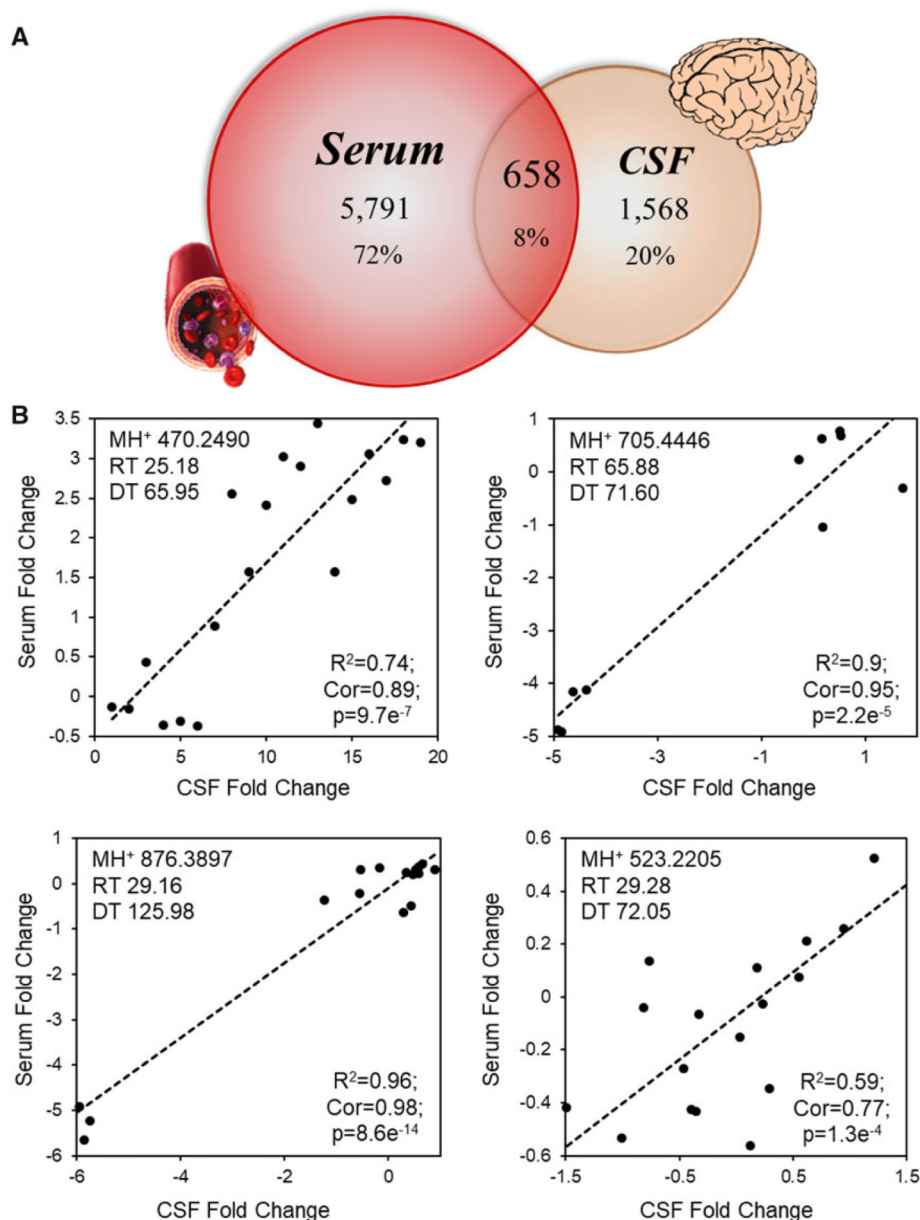 A
Serum
5,791
72%
658
8%
CSF
1,568
20%
B
MH+ 470.2490
RT 25.18
DT 65.95
R2=0.74;
Cor=0.89;
p=9.7e-7
3.5
3
2.5
2
1.5
1
0.5
0
-0.5
Serum Fold Change
0 5 10 15 20
CSF Fold Change
MH+ 705.4446
RT 65.88
DT 71.60
R2=0.9;
Cor=0.95;
p=2.2e-5
1
0
-1
-2
-3
-4
-5
Serum Fold Change
-5 -3 -1 1
CSF Fold Change
MH+ 876.3897
RT 29.16
DT 125.98
R2=0.96;
Cor=0.98;
p=8.6e-14
1
0
-1
-2
-3
-4
-5
-6
Serum Fold Change
-6 -4 -2 0
CSF Fold Change
MH+ 523.2205
RT 29.28
DT 72.05
R2=0.59;
Cor=0.77;
p=1.3e-4
0.6
0.4
0.2
0
-0.2
-0.4
0.6
Serum Fold Change
-1.5 -0.5 0.5 1.5
CSF Fold Change